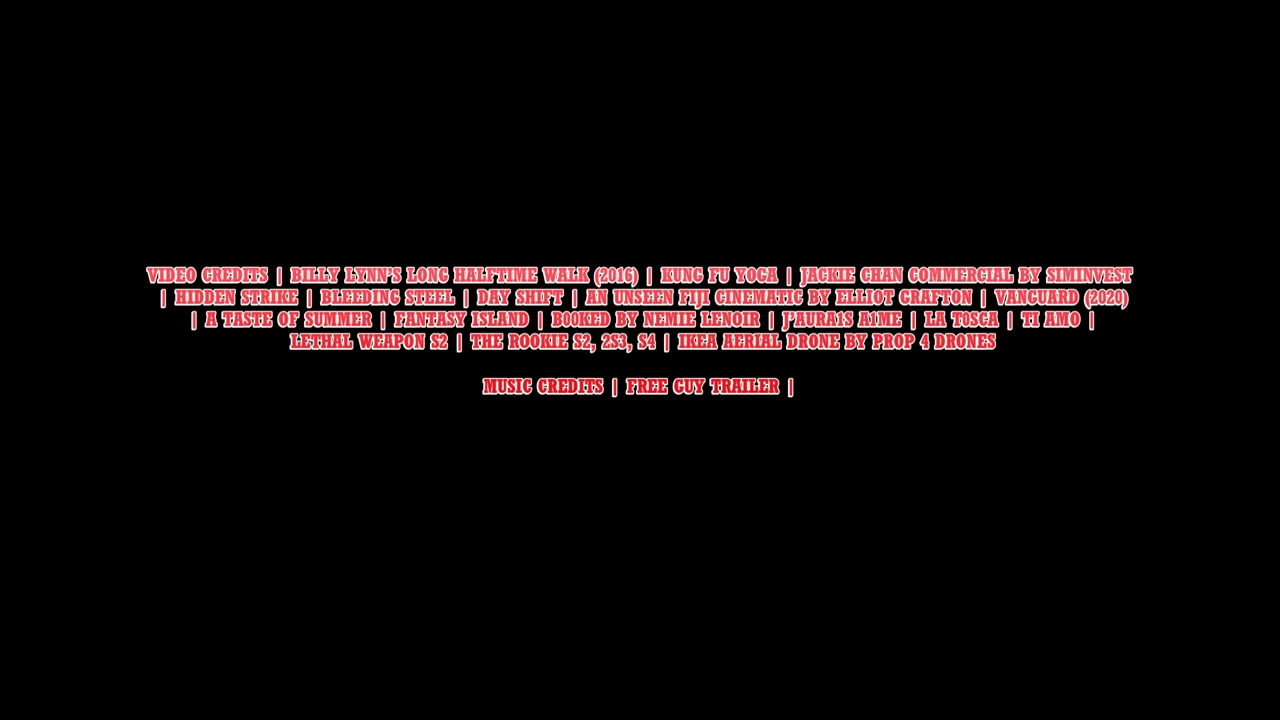 VIDEO CREDITS | BILLY LYNN'S LONG HALFTIME WALK (2016) | KUNG FU YOGA | JACKIE CHAN COMMERCIAL BY SIMINVEST
| HIDDEN STRIKE | BLEEDING STEEL | DAY SHIFT | AN UNSEEN FIJI CINEMATIC BY ELLIOT GRAFTON | VANGUARD (2020)
| A TASTE OF SUMMER | FANTASY ISLAND | B00KED BY NEMIE LENOIR | J'AURA1S A1ME | LA T0SCA | TI AMO |
LETHAL WEAPON S2 | THE ROOKIE S2, 2S3, S4 | IKEA AERIAL DRONE BY PROP 4 DRONES
MUSIC CREDITS | FREE GUY TRAILER |